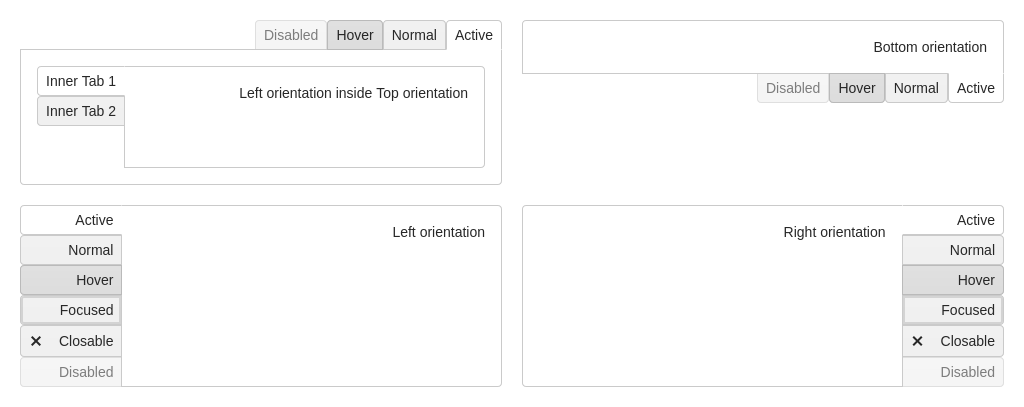 Disabled Hover Normal Active
Inner Tab 1
Inner Tab 2
Left orientation inside Top orientation
Bottom orientation
Disabled Hover Normal Active
Active
Normal
Hover
Focused
✕ Closable
Disabled
Left orientation
Right orientation
Active
Normal
Hover
Focused
✕ Closable
Disabled